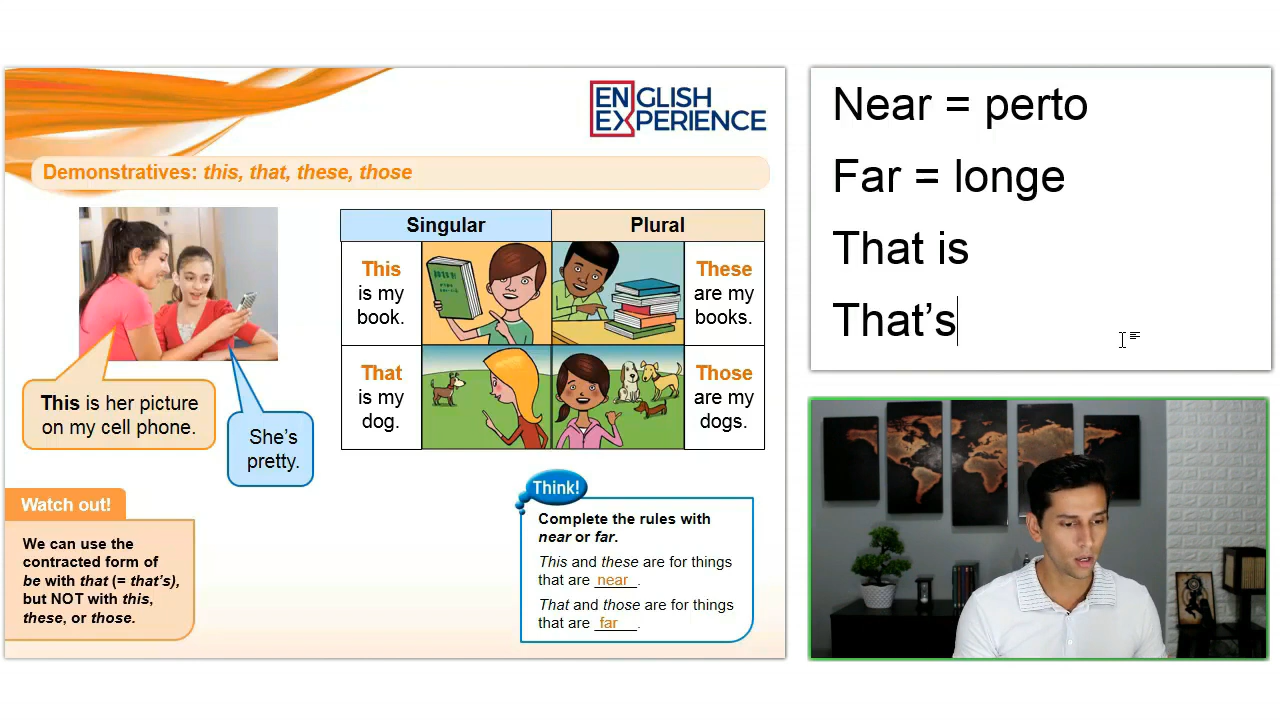 ENGLISH
EXPERIENCE
Demonstratives: this, that, these, those
This is her picture
on my cell phone.
She's
pretty.
Singular
Plural
This
is my
book.
These
are my
books.
That
is my
dog.
Those
are my
dogs.
Watch out!
We can use the
contracted form of
be with that (= that's),
but NOT with this,
these, or those.
Think!
Complete the rules with
near or far.
This and these are for things
that are near.
That and those are for things
that are far.
Near = perto
Far = longe
That is
That’s